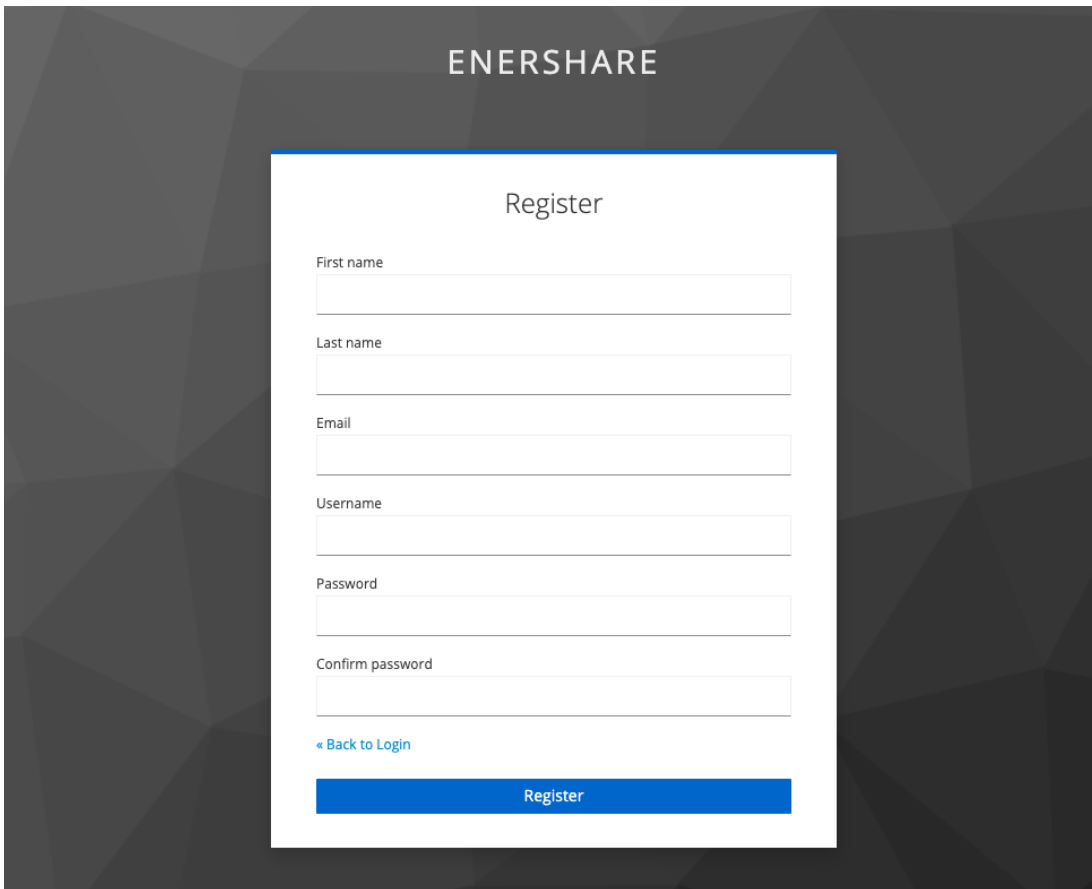 ENERSHARE
Register
First name
Last name
Email
Username
Password
Confirm password
« Back to Login
Register